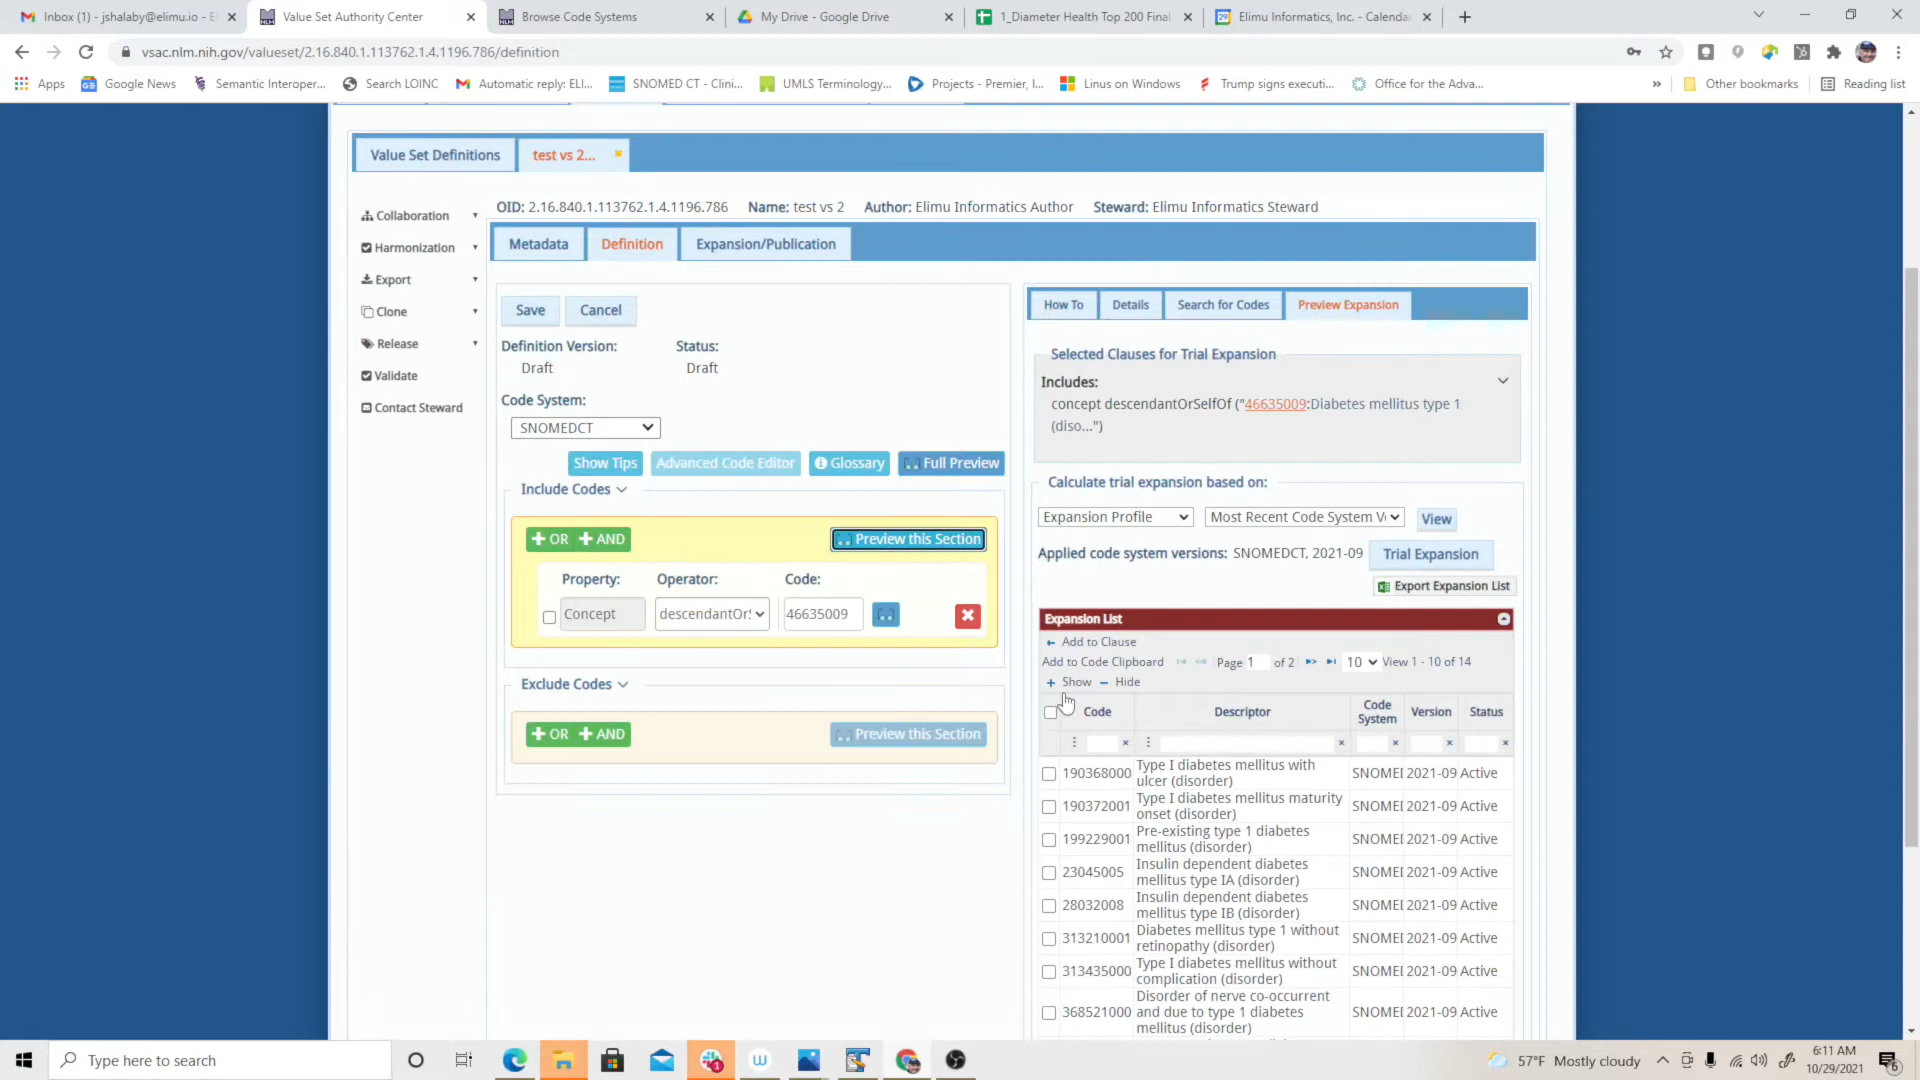 Inbox (1) - jshalaby@elimu.io - E
Value Set Authority Center
Browse Code Systems
My Drive - Google Drive
1_Diameter Health Top 200 Final
Elimu Informatics, Inc. - Calendar
vsac.nlm.nih.gov/valueset/2.16.840.1.113762.1.4.1196.786/definition
Apps
Google News
Semantic Interoper...
Search LOINC
Automatic reply: ELI...
SNOMED CT - Clini...
UMLS Terminology...
Projects - Premier, I...
Linus on Windows
Trump signs executi...
Office for the Adva...
Other bookmarks
Reading list
Value Set Definitions
test vs 2...
Collaboration
Harmonization
Export
Clone
Release
Validate
Contact Steward
OID: 2.16.840.1.113762.1.4.1196.786 Name: test vs 2 Author: Elimu Informatics Author Steward: Elimu Informatics Steward
Metadata
Definition
Expansion/Publication
Save
Cancel
Definition Version:
Status:
Draft
Draft
Code System:
SNOMEDCT
Show Tips
Advanced Code Editor
Glossary
Full Preview
Include Codes
OR
AND
Preview this Section
Property:
Operator:
Code:
Concept
descendantOr
46635009
Exclude Codes
OR
AND
Preview this Section
How To
Details
Search for Codes
Preview Expansion
Selected Clauses for Trial Expansion
Includes:
concept descendantOrSelfOf ("46635009:Diabetes mellitus type 1
(diso...")
Calculate trial expansion based on:
Expansion Profile
Most Recent Code System V
View
Applied code system versions: SNOMEDCT, 2021-09
Trial Expansion
Export Expansion List
Expansion List
Add to Clause
Add to Code Clipboard
Page 1 of 2
10
View 1 - 10 of 14
+ Show
− Hide
Code
Descriptor
Code
System
Version
Status
190368000 Type I diabetes mellitus with
ulcer (disorder) SNOMEI 2021-09 Active
190372001 Type I diabetes mellitus maturity
onset (disorder) SNOMEI 2021-09 Active
199229001 Pre-existing type 1 diabetes
mellitus (disorder) SNOMEI 2021-09 Active
23045005 Insulin dependent diabetes
mellitus type IA (disorder) SNOMEI 2021-09 Active
28032008 Insulin dependent diabetes
mellitus type IB (disorder) SNOMEI 2021-09 Active
313210001 Diabetes mellitus type 1 without
retinopathy (disorder) SNOMEI 2021-09 Active
313435000 Type I diabetes mellitus without
complication (disorder) SNOMEI 2021-09 Active
Disorder of nerve co-occurrent
368521000 and due to type 1 diabetes SNOMEI 2021-09 Active
mellitus (disorder)
Type here to search
57°F Mostly cloudy
6:11 AM
10/29/2021